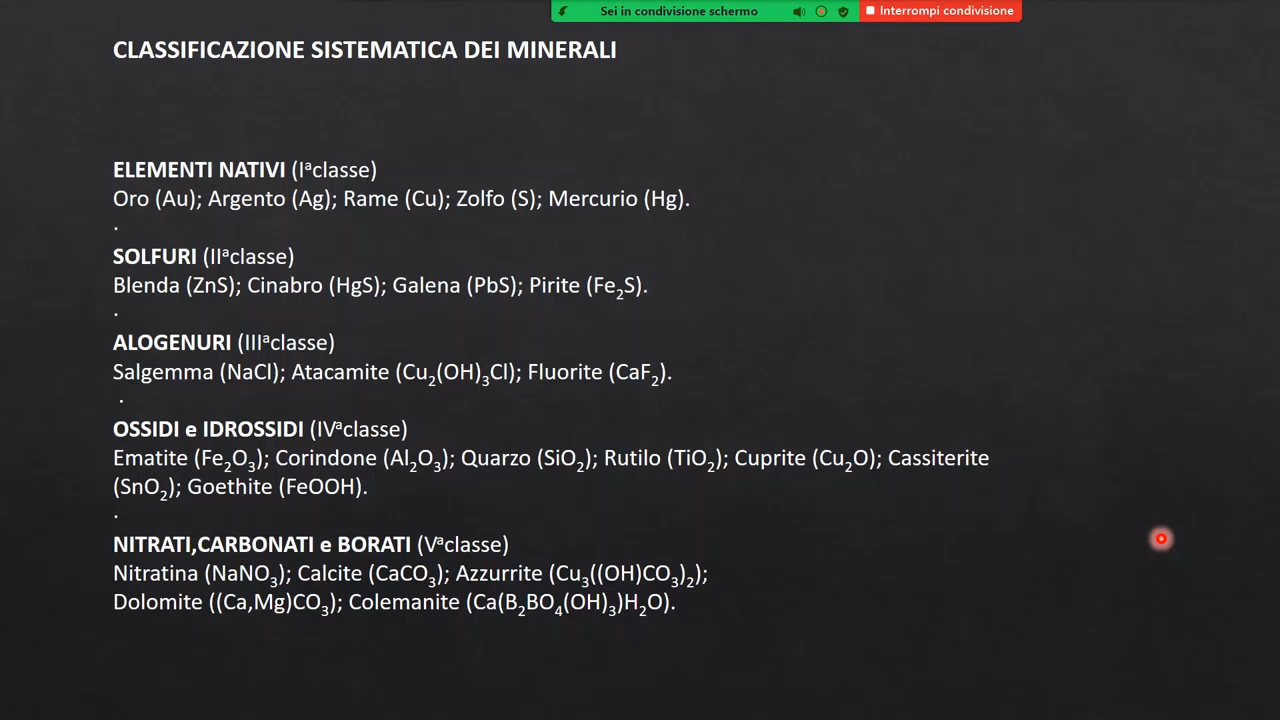 Sei in condivisione schermo
Interrompi condivisione
CLASSIFICAZIONE SISTEMATICA DEI MINERALI
ELEMENTI NATIVI (Iᵃclasse)
Oro (Au); Argento (Ag); Rame (Cu); Zolfo (S); Mercurio (Hg).
.
SOLFURI (IIᵃclasse)
Blenda (ZnS); Cinabro (HgS); Galena (PbS); Pirite (Fe₂S).
.
ALOGENURI (IIIᵃclasse)
Salgemma (NaCl); Atacamite (Cu₂(OH)₃Cl); Fluorite (CaF₂).
.
OSSIDI e IDROSSIDI (IVᵃclasse)
Ematite (Fe₂O₃); Corindone (Al₂O₃); Quarzo (SiO₂); Rutilo (TiO₂); Cuprite (Cu₂O); Cassiterite
(SnO₂); Goethite (FeOOH).
.
NITRATI,CARBONATI e BORATI (Vᵃclasse)
Nitratina (NaNO₃); Calcite (CaCO₃); Azzurrite (Cu₃((OH)CO₃)₂);
Dolomite ((Ca,Mg)CO₃); Colemanite (Ca(B₂BO₄(OH)₃)H₂O).